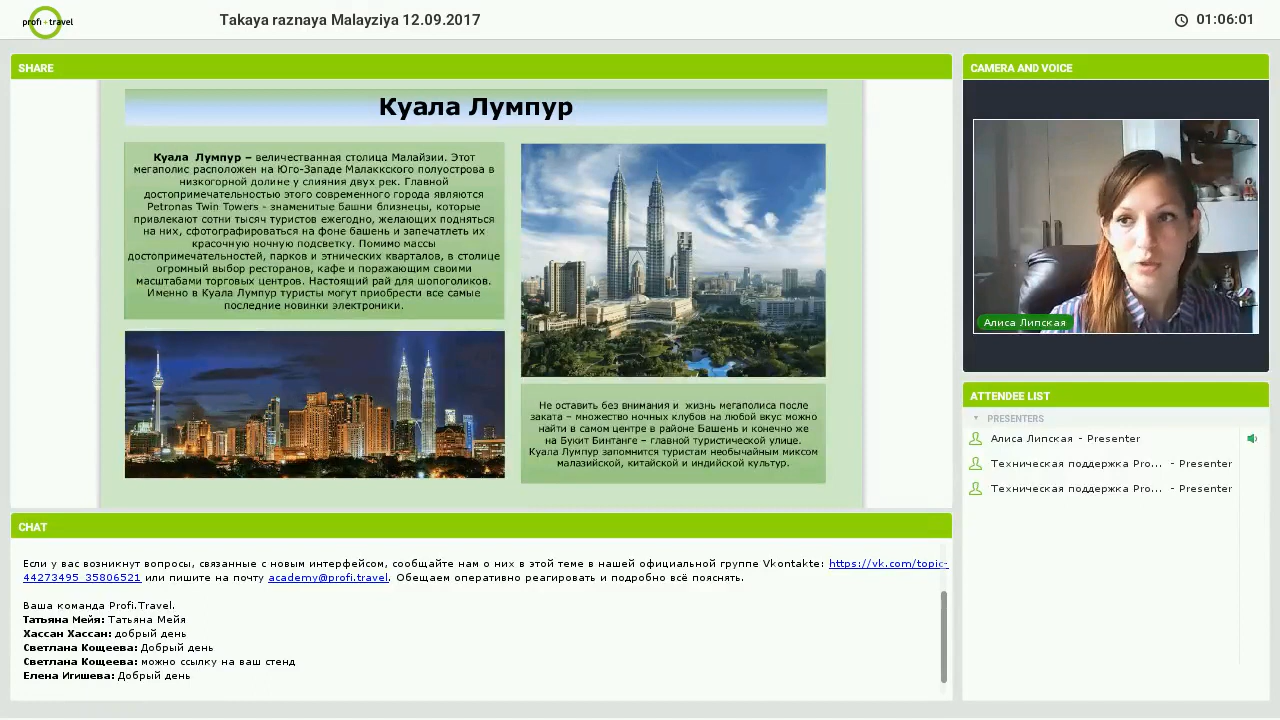 profi travel
Takaya raznaya Malayziya 12.09.2017
01:06:01
SHARE
Куала Лумпур
Куала Лумпур – величественная столица Малайзии. Этот
мегаполис расположен на Юго-Западе Малаккского полуострова в
низкогорной долине у слияния двух рек. Главной
достопримечательностью этого современного города являются
Petronas Twin Towers - знаменитые башни близнецы, которые
привлекают сотни тысяч туристов ежегодно, желающих подняться
на них, сфотографироваться на фоне башень и запечатлеть их
красочную ночную подсветку. Помимо массы
достопримечательностей, парков и этнических кварталов, в столице
огромный выбор ресторанов, кафе и поражающим своими
масштабами торговых центров. Настоящий рай для шопоголиков.
Именно в Куала Лумпур туристы могут приобрести все самые
последние новинки электроники.
Не оставить без внимания и жизнь мегаполиса после
заката – множество ночных клубов на любой вкус можно
найти в самом центре в районе Башень и конечно же
на Букит Бинтанге – главной туристической улице.
Куала Лумпур запомнится туристам необычайным миксом
малазийской, китайской и индийской культур.
CAMERA AND VOICE
Алиса Липская
ATTENDEE LIST
PRESENTERS
Алиса Липская - Presenter
Техническая поддержка Pro... - Presenter
Техническая поддержка Pro... - Presenter
CHAT
Если у вас возникнут вопросы, связанные с новым интерфейсом, сообщайте нам о них в этой теме в нашей официальной группе Vkontakte: https://vk.com/topic-
44273495_35806521 или пишите на почту academy@profi.travel. Обещаем оперативно реагировать и подробно всё пояснять.
Ваша команда Profi.Travel.
Татьяна Мейя: Татьяна Мейя
Хассан Хассан: добрый день
Светлана Кощеева: Добрый день
Светлана Кощеева: можно ссылку на ваш стенд
Елена Игишева: Добрый день